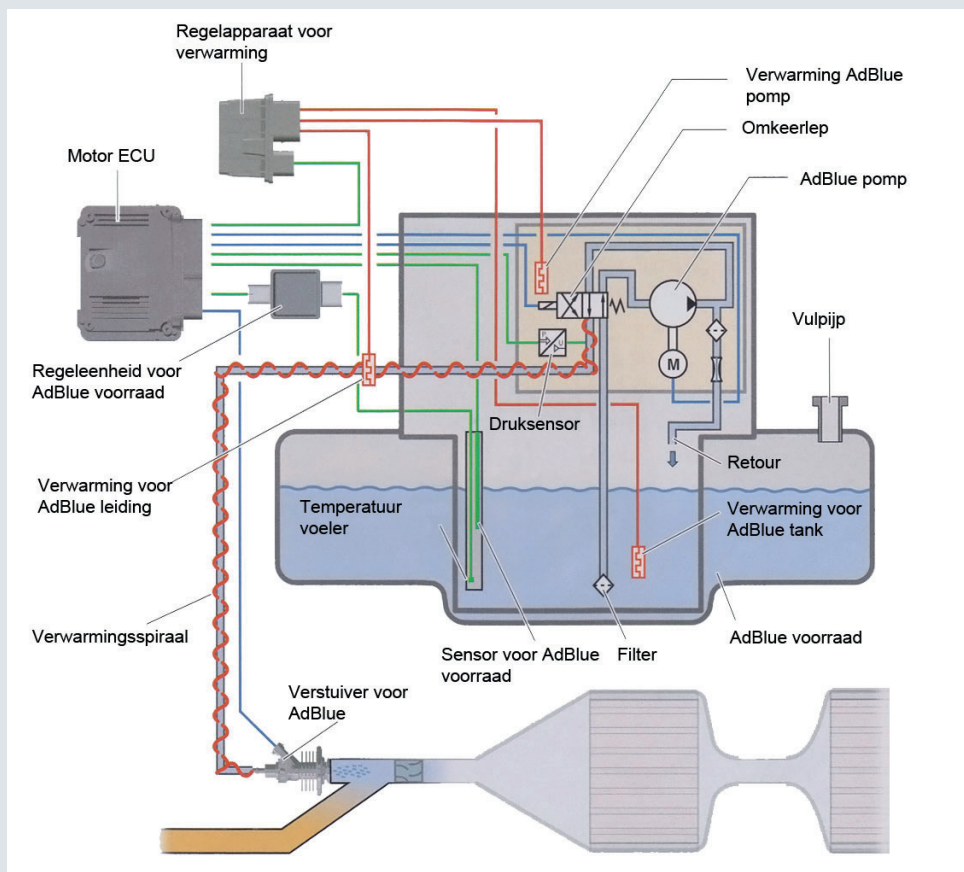 Regelapparaat voor
verwarming
Motor ECU
Verwarming AdBlue
pomp
Omkeerlep
AdBlue pomp
Vulpijp
Regeleenheid voor
AdBlue voorraad
P
U
M
Druksensor
Retour
Verwarming voor
AdBlue leiding
Temperatuur
voeler
Verwarming voor
AdBlue tank
Verwarmingsspiraal
Sensor voor AdBlue
voorraad
Filter
AdBlue voorraad
Verstuiver voor
AdBlue